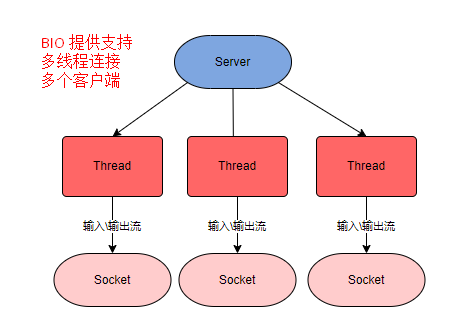 BIO 提供支持
多线程连接
多个客户端
Server
Thread
Thread
Thread
输入\输出流
输入\输出流
输入\输出流
Socket
Socket
Socket